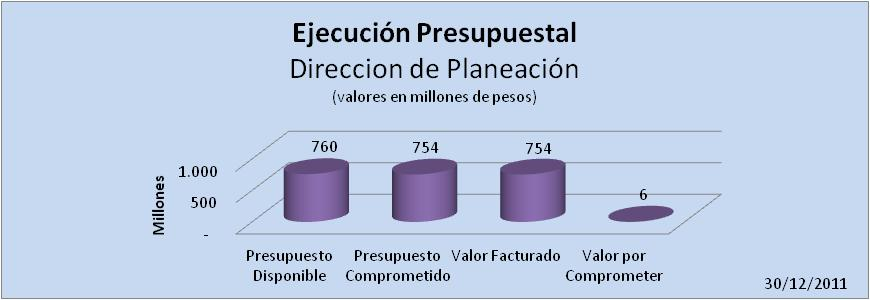 Ejecución Presupuestal
Direccion de Planeación
(valores en millones de pesos)
760
754
754
6
1.000
500
-
Millones
Presupuesto Disponible
Presupuesto Comprometido
Valor Facturado
Valor por Comprometer
30/12/2011